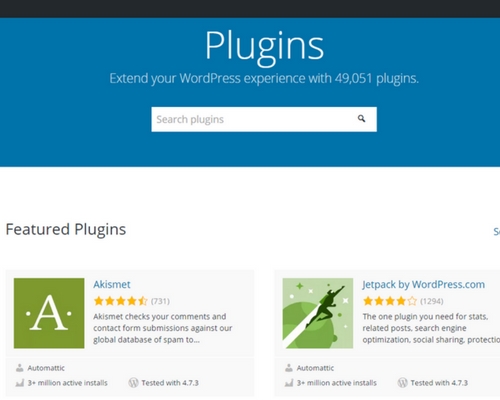 Plugins
Extend your WordPress experience with 49,051 plugins.
Search plugins
Featured Plugins
Akismet
(731)
Akismet checks your comments and
contact form submissions against our
global database of spam to...
Automattic
3+ million active installs
Tested with 4.7.3
Jetpack by WordPress.com
(1294)
The one plugin you need for stats,
related posts, search engine
optimization, social sharing,
Automattic
3+ million active installs
Tested with 4.7.3
A